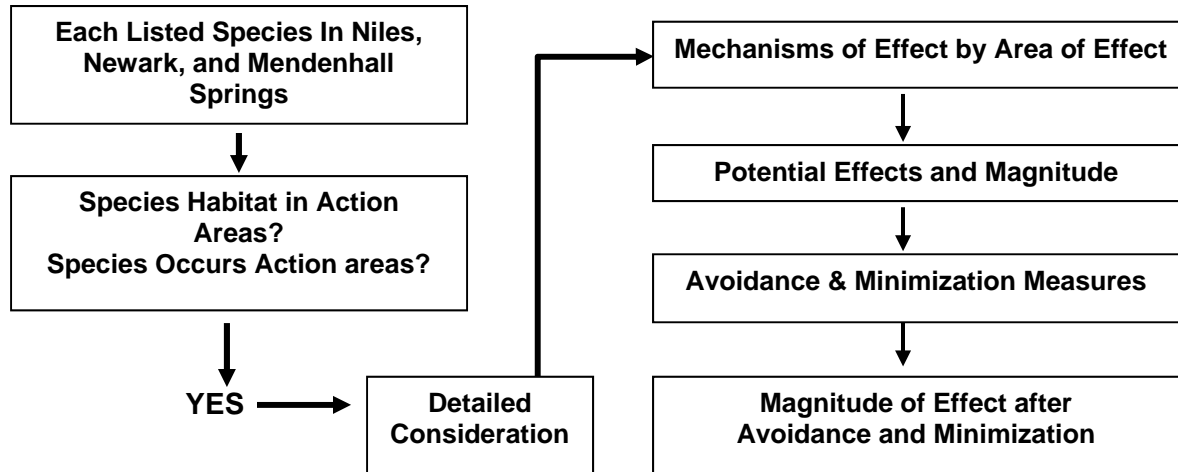 Each Listed Species In Niles,
Newark, and Mendenhall
Springs
Species Habitat in Action
Areas?
Species Occurs Action areas?
YES
Detailed
Consideration
Mechanisms of Effect by Area of Effect
Potential Effects and Magnitude
Avoidance & Minimization Measures
Magnitude of Effect after
Avoidance and Minimization